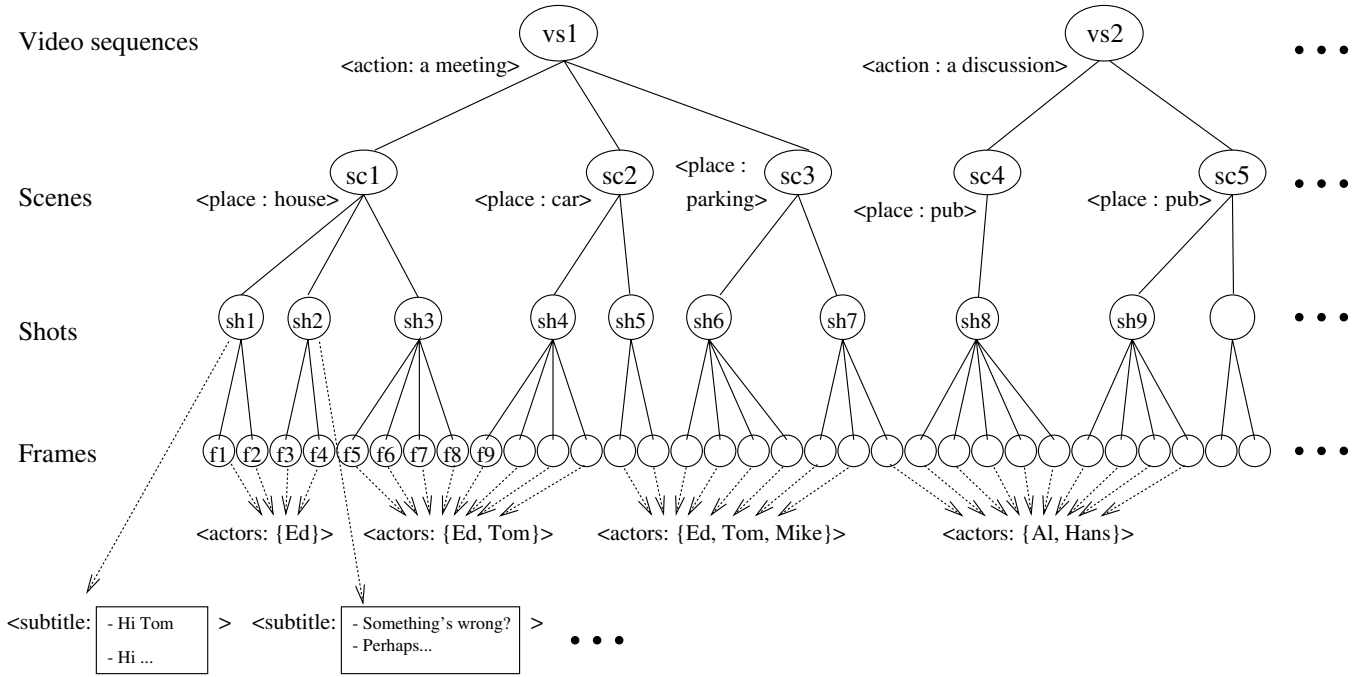 Video sequences
vs1
vs2
<action: a meeting>
<action : a discussion>
Scenes
sc1
sc2
<place :
parking>
sc3
sc4
sc5
<place : house>
<place : car>
<place : pub>
<place : pub>
Shots
sh1
sh2
sh3
sh4
sh5
sh6
sh7
sh8
sh9
Frames
f1
f2
f3
f4
f5
f6
f7
f8
f9
<actors: {Ed}>
<actors: {Ed, Tom}>
<actors: {Ed, Tom, Mike}>
<actors: {Al, Hans}>
<subtitle:
- Hi Tom
- Hi ...
>
<subtitle:
- Something's wrong?
- Perhaps...
>